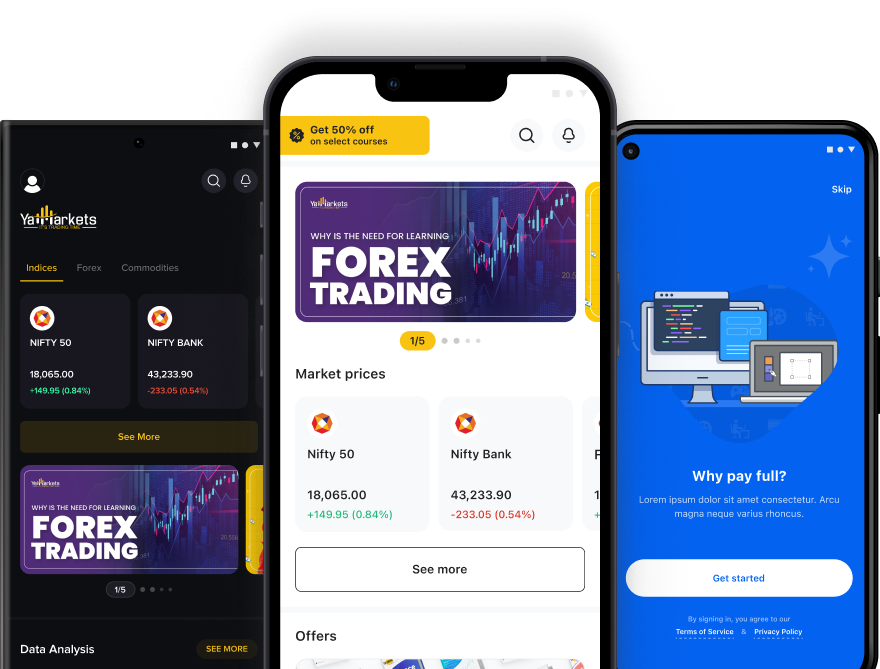 YaMarkets
IT'S TRADING TIME
Indices Forex Commodities
NIFTY 50
18,065.00
+149.95 (0.84%)
NIFTY BANK
43,233.90
-233.05 (0.54%)
See More
YaMarkets
WHY IS THE NEED FOR LEARNING
FOREX
TRADING
1/5
Data Analysis
SEE MORE
Get 50% off
on select courses
YaMarkets
WHY IS THE NEED FOR LEARNING
FOREX
TRADING
1/5
Market prices
Nifty 50
18,065.00
+149.95 (0.84%)
Nifty Bank
43,233.90
-233.05 (0.54%)
See more
Offers
Skip
Why pay full?
Lorem ipsum dolor sit amet consectetur. Arcu
magna neque varius rhoncus.
Get started
By signing in, you agree to our
Terms of Service & Privacy Policy